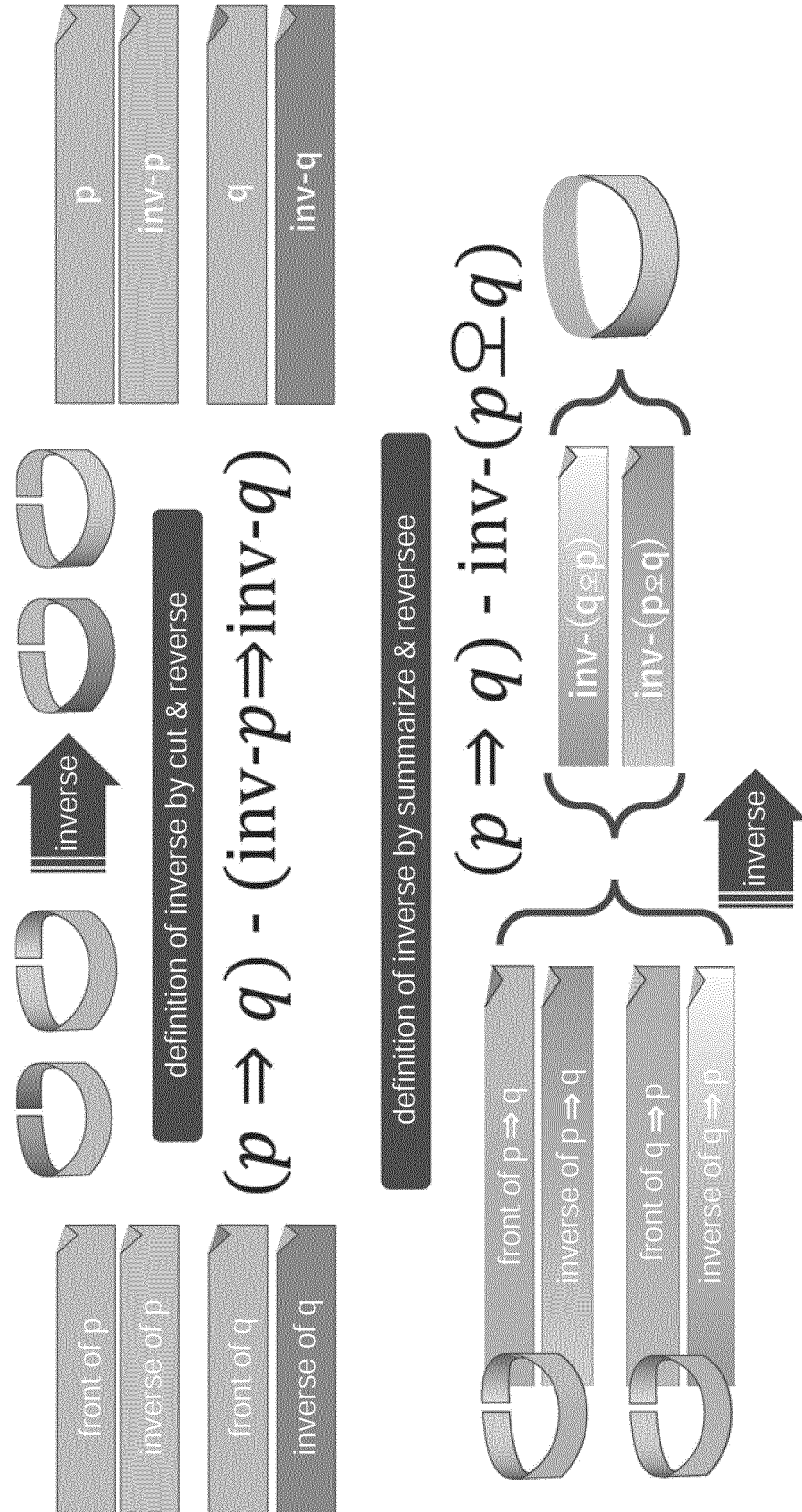 front of p
inverse of p
front of q
inverse of q
inverse
p
inv-p
q
inv-q
definition of inverse by cut & reverse
(p ⇒ q) - (inv-p⇒inv-q)
definition of inverse by summarize & reversee
(p ⇒ q) - inv-(p⟟q)
front of p ⇒ q
inverse of p ⇒ q
front of q ⇒ p
inverse of q ⇒ p
inv-(q⟟p)
inv-(p⟟q)
inverse